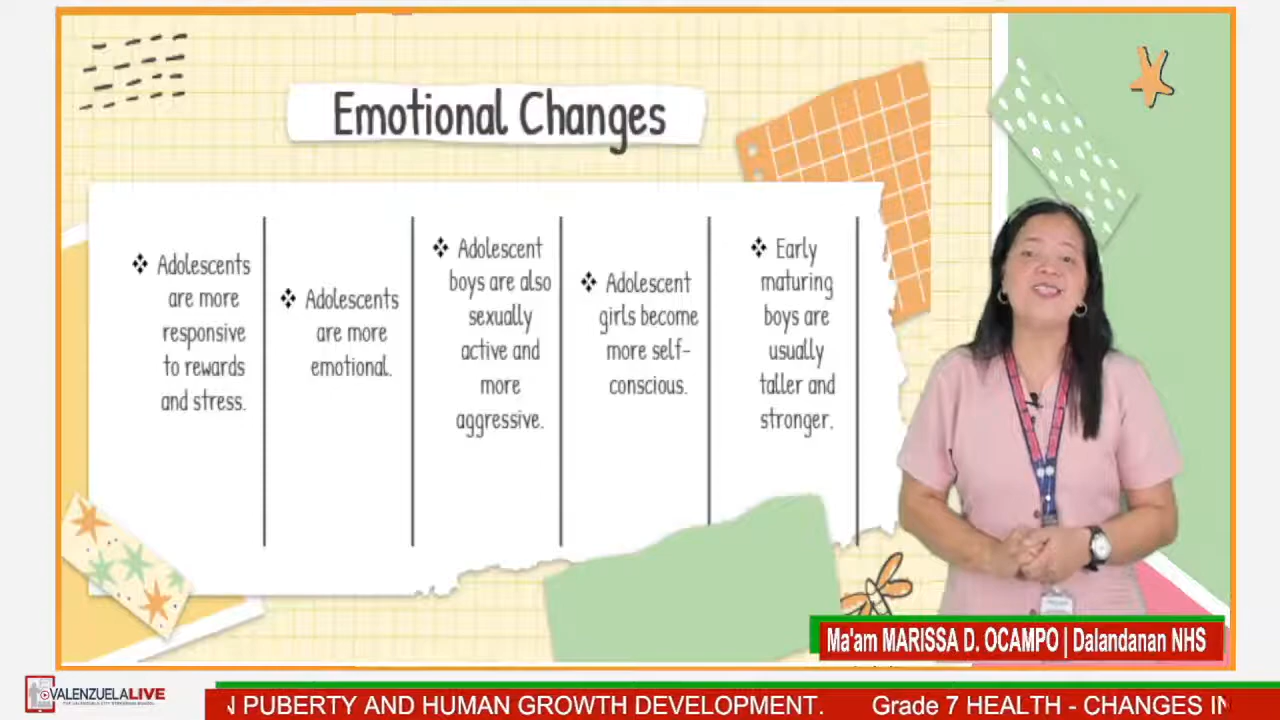 Emotional Changes
❖ Adolescents
are more
responsive
to rewards
and stress.
❖ Adolescents
are more
emotional.
❖ Adolescent
boys are also
sexually
active and
more
aggressive.
❖ Adolescent
girls become
more self-
conscious.
❖ Early
maturing
boys are
usually
taller and
stronger.
Ma'am MARISSA D. OCAMPO | Dalandanan NHS
VALENZUELALIVE
PUBERTY AND HUMAN GROWTH DEVELOPMENT. Grade 7 HEALTH - CHANGES IN